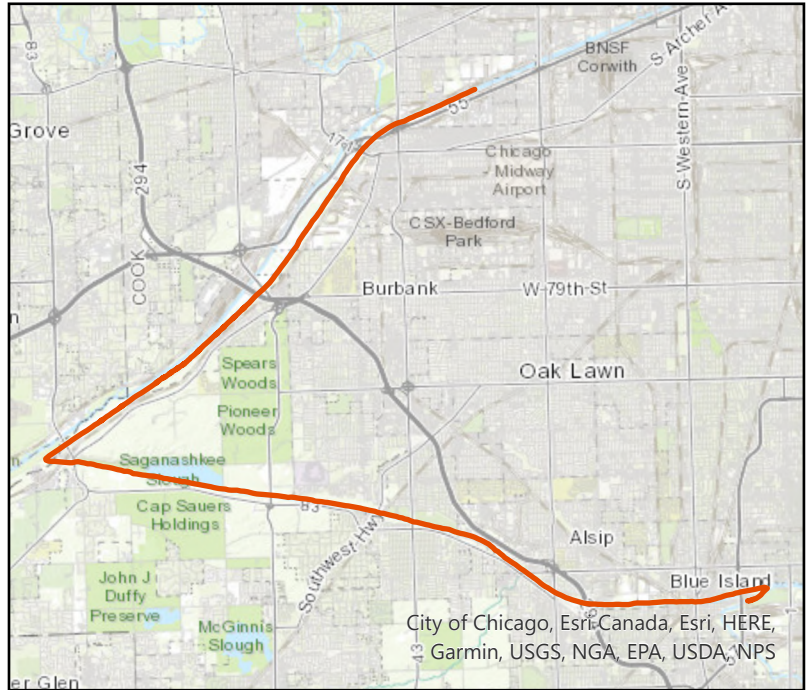 83
BNSF
Corwith
S Archer A
S-Western-Ave
55
Grove
171
Chicago
- Midway
Airport
294
COOK
CSX-Bedford
Park
Burbank
W-79th-St
n
Oak Lawn
Spears
Woods
Pioneer
Woods
Saganashkee
Slough
Cap Sauers
Holdings
83
Southwest-Hwy
Alsip
Blue Island
John J
Duffy
Preserve
McGinnis
Slough
43
City of Chicago, Esri Canada, Esri, HERE,
Garmin, USGS, NGA, EPA, USDA, NPS
er Glen